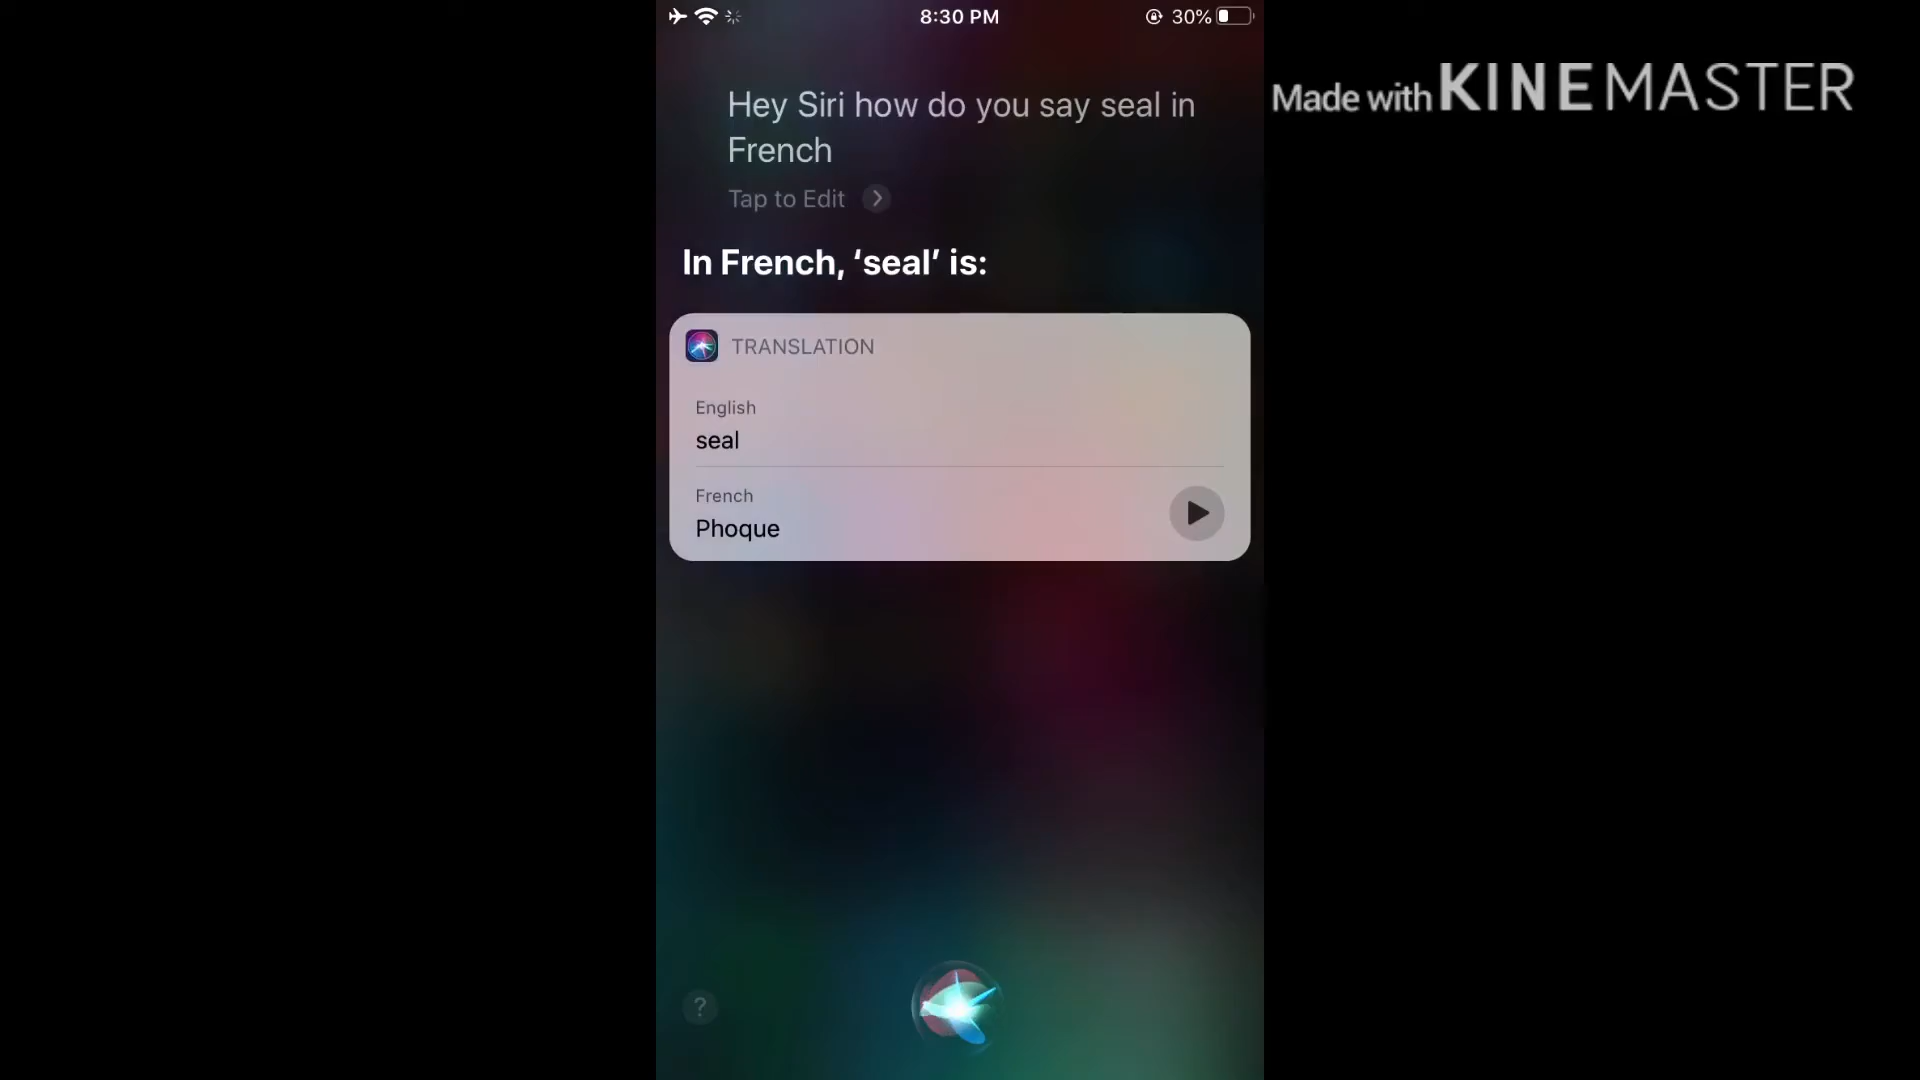 8:30 PM
30%
Made with KINEMASTER
Hey Siri how do you say seal in
French
Tap to Edit
In French, ‘seal’ is:
TRANSLATION
English
seal
French
Phoque
?